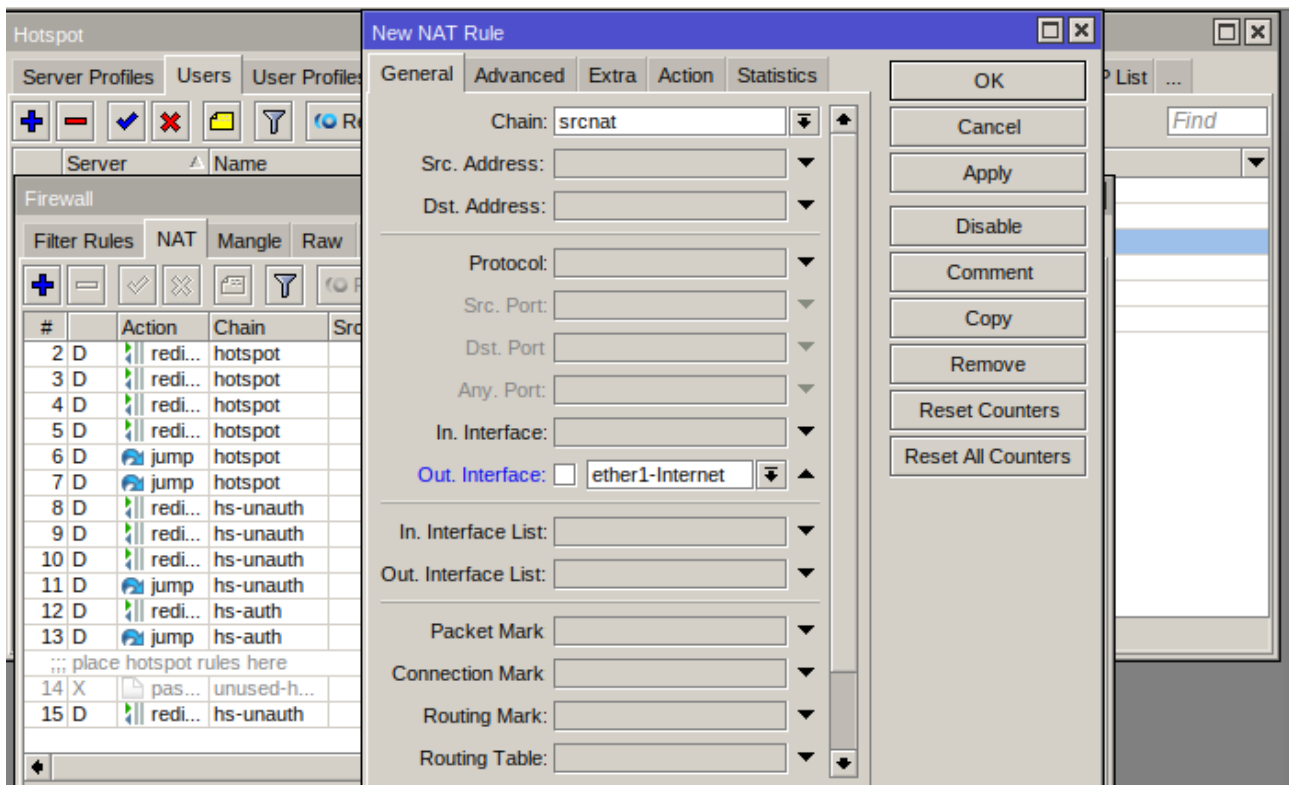 Hotspot
Server Profiles Users User Profiles
Server Name
Firewall
Filter Rules NAT Mangle Raw
# Action Chain Src
2 D redi... hotspot
3 D redi... hotspot
4 D redi... hotspot
5 D redi... hotspot
6 D jump hotspot
7 D jump hotspot
8 D redi... hs-unauth
9 D redi... hs-unauth
10 D redi... hs-unauth
11 D jump hs-unauth
12 D redi... hs-auth
13 D jump hs-auth
;;; place hotspot rules here
14 X pas... unused-h...
15 D redi... hs-unauth
New NAT Rule
General Advanced Extra Action Statistics
Chain: srcnat
Src. Address:
Dst. Address:
Protocol:
Src. Port:
Dst. Port
Any. Port:
In. Interface:
Out. Interface: ether1-Internet
In. Interface List:
Out. Interface List:
Packet Mark
Connection Mark
Routing Mark:
Routing Table:
OK
Cancel
Apply
Disable
Comment
Copy
Remove
Reset Counters
Reset All Counters
P List ...
Find